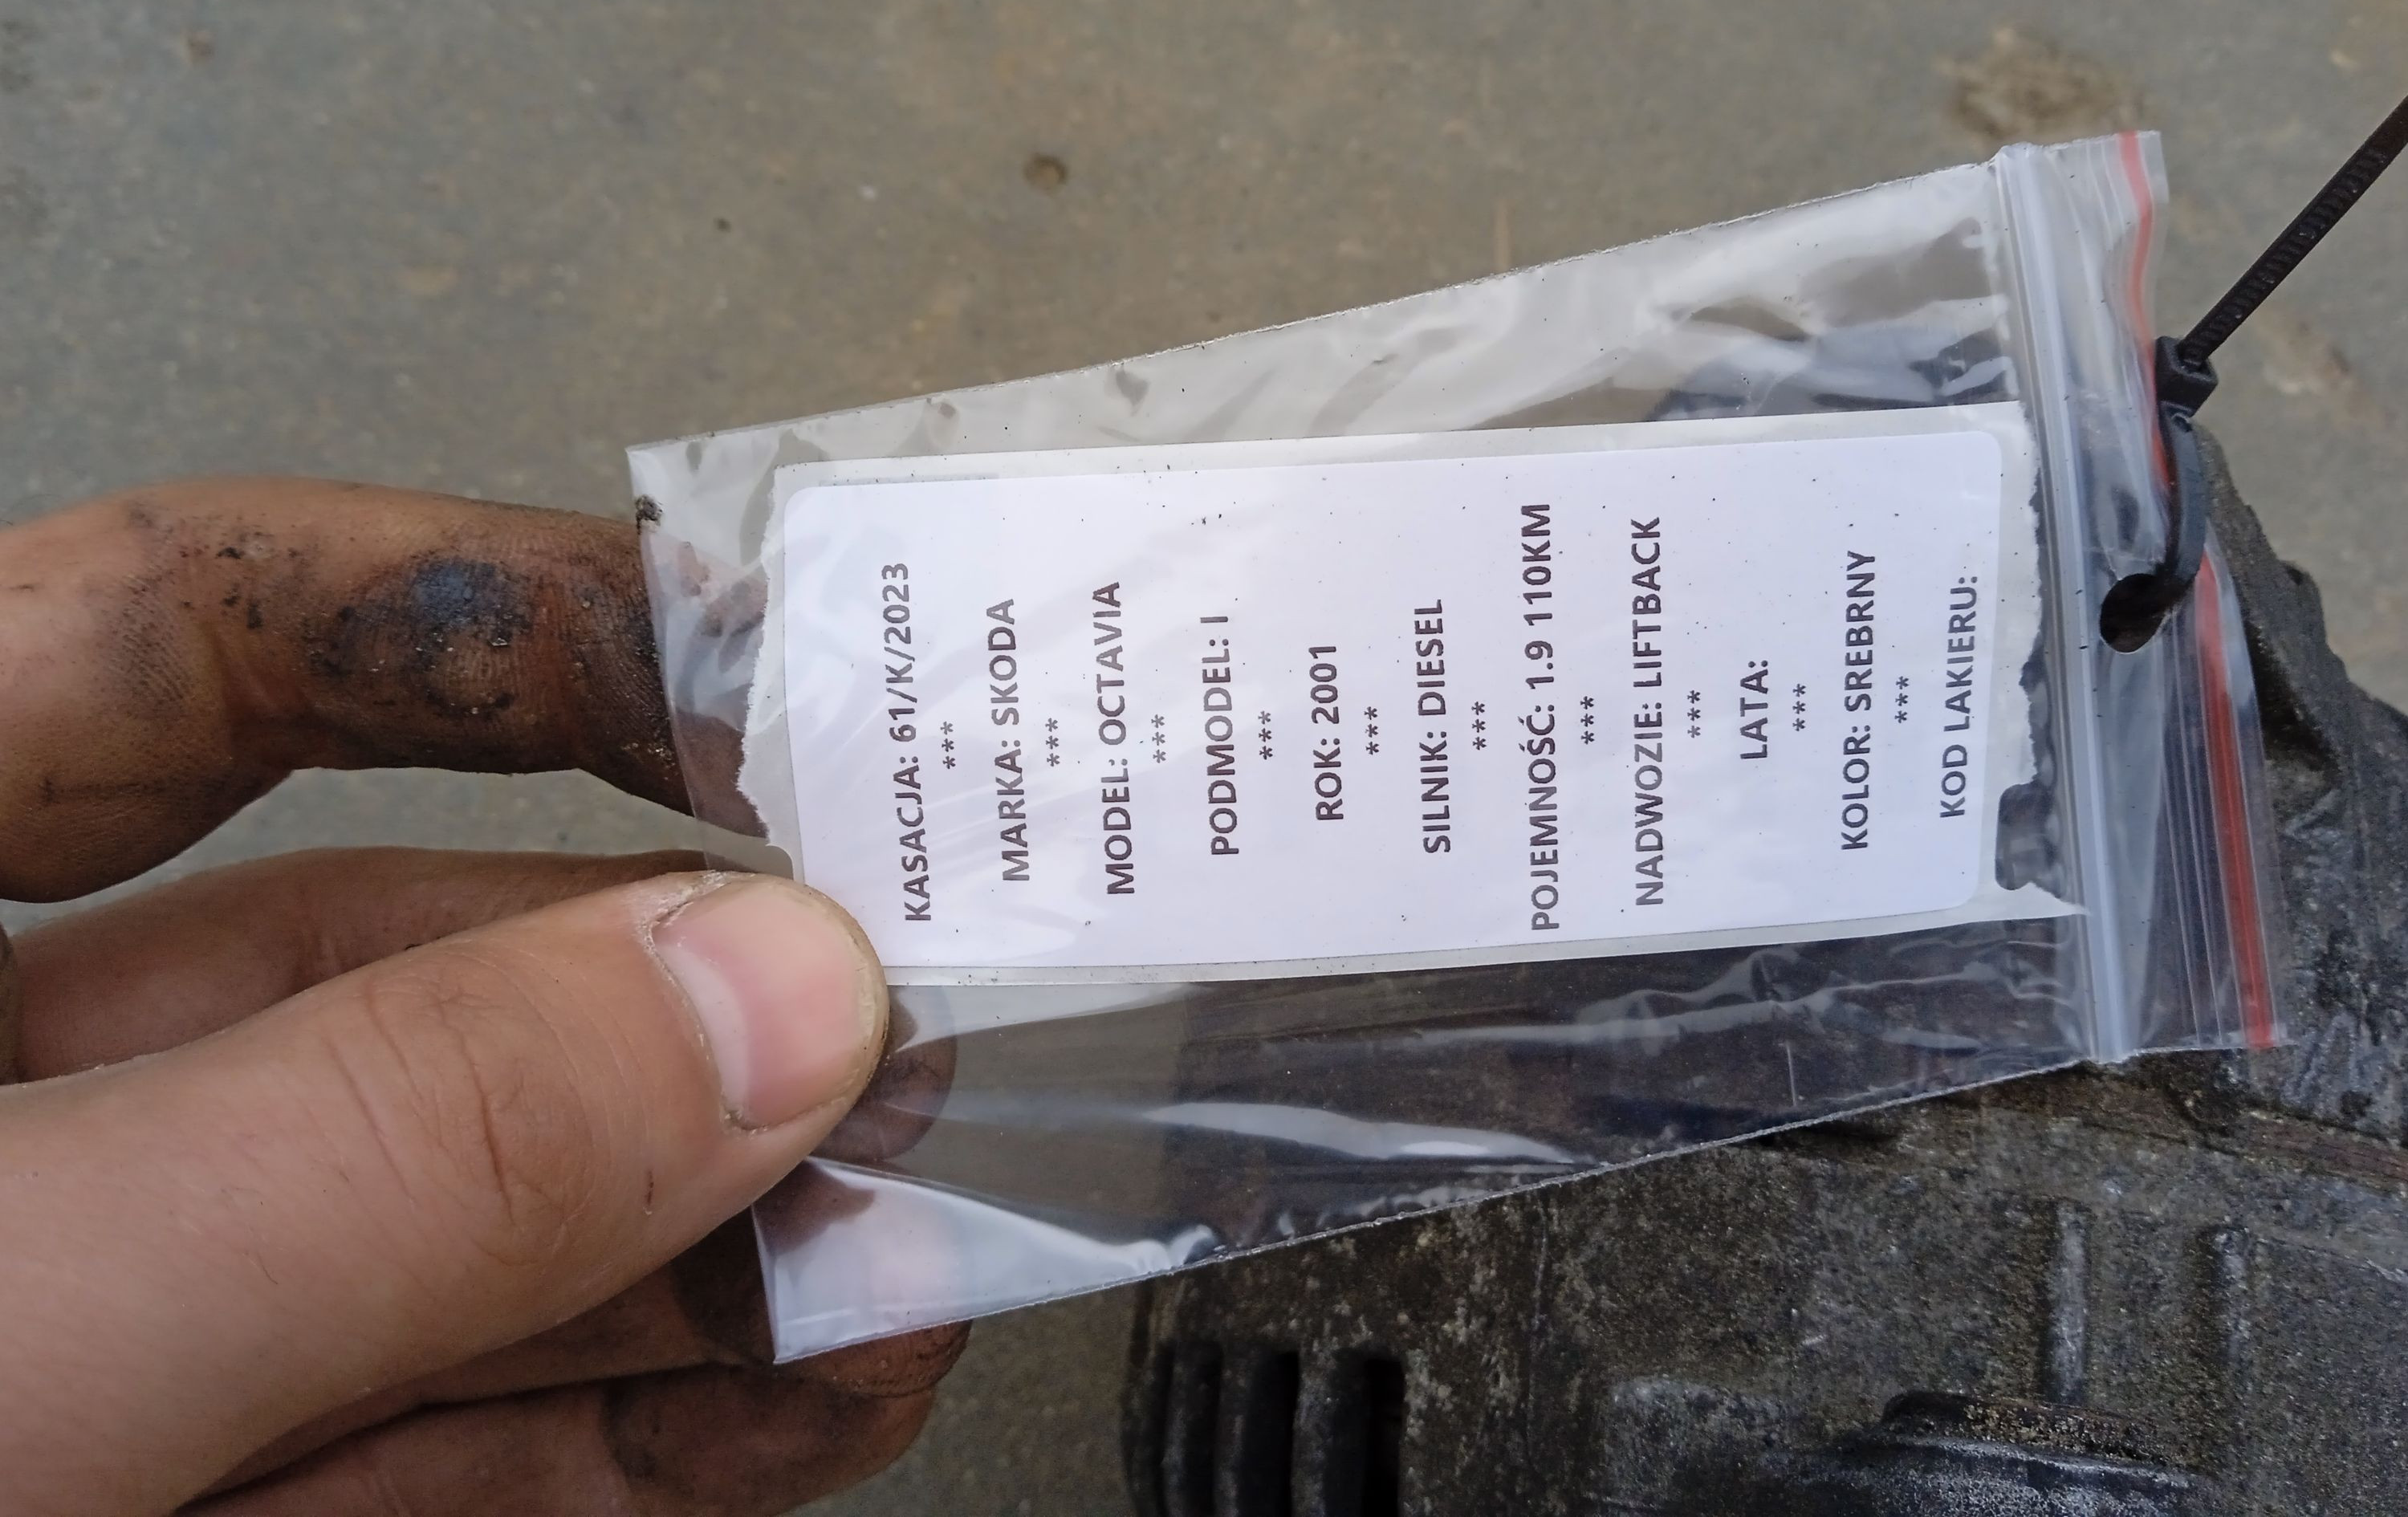 KASACJA: 61/K/2023
***
MARKA: SKODA
***
MODEL: OCTAVIA
***
PODMODEL: I
***
ROK: 2001
***
SILNIK: DIESEL
***
POJEMNOŚĆ: 1.9 110KM
***
NADWOZIE: LIFTBACK
***
LATA:
***
KOLOR: SREBRNY
***
KOD LAKIERU: